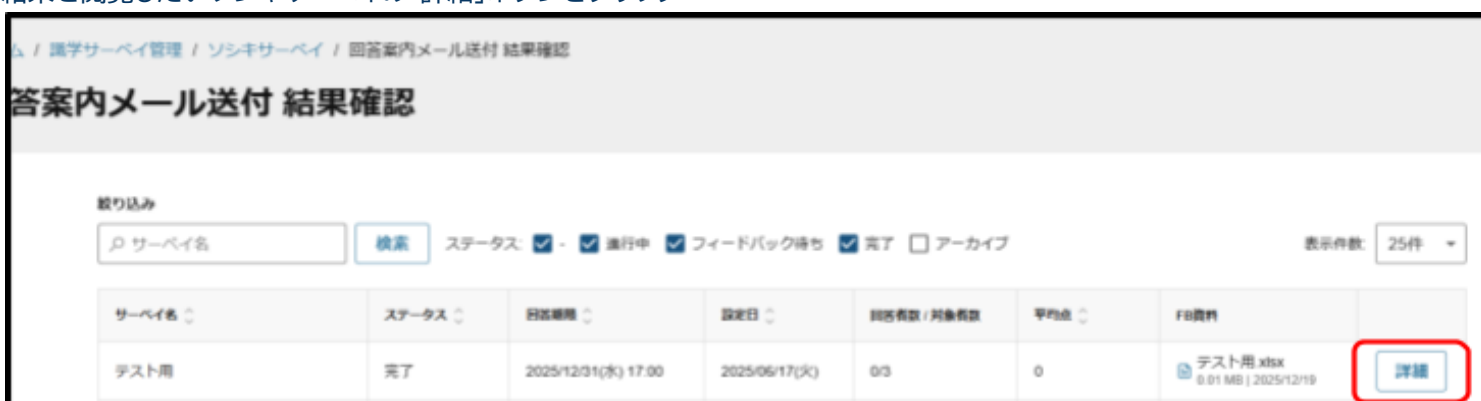 ム / 識学サーベイ管理 / ソシキサーベイ / 回答案内メール送付 結果確認
答案内メール送付 結果確認
絞り込み
サーベイ名 検索 ステータス: - 進行中 フィードバック待ち 完了 アーカイブ 表示件数: 25件
サーベイ名 ステータス 回答期限 設定日 回答者数 / 対象者数 平均点 FB資料
テスト用 完了 2025/12/31(水) 17:00 2025/06/17(火) 0/3 0 テスト用.xlsx 詳細
0.01 MB | 2025/12/19